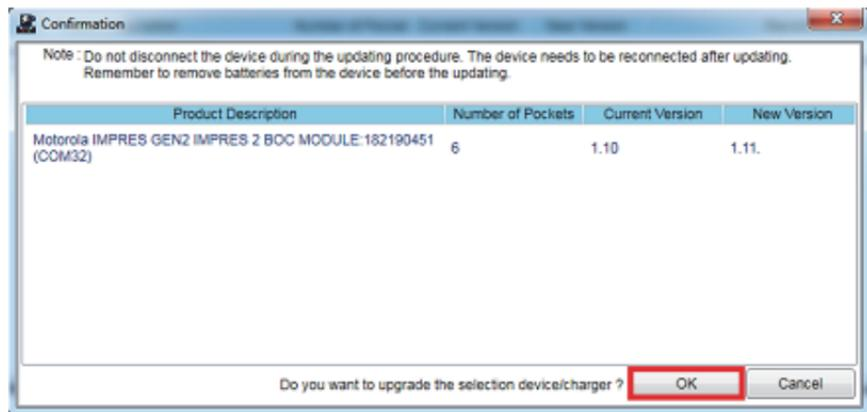 Confirmation
Note : Do not disconnect the device during the updating procedure. The device needs to be reconnected after updating.
Remember to remove batteries from the device before the updating.
Product Description Number of Pockets Current Version New Version
Motorola IMPRES GEN2 IMPRES 2 BOC MODULE:182190451 6 1.10 1.11.
(COM32)
Do you want to upgrade the selection device/charger ? OK Cancel